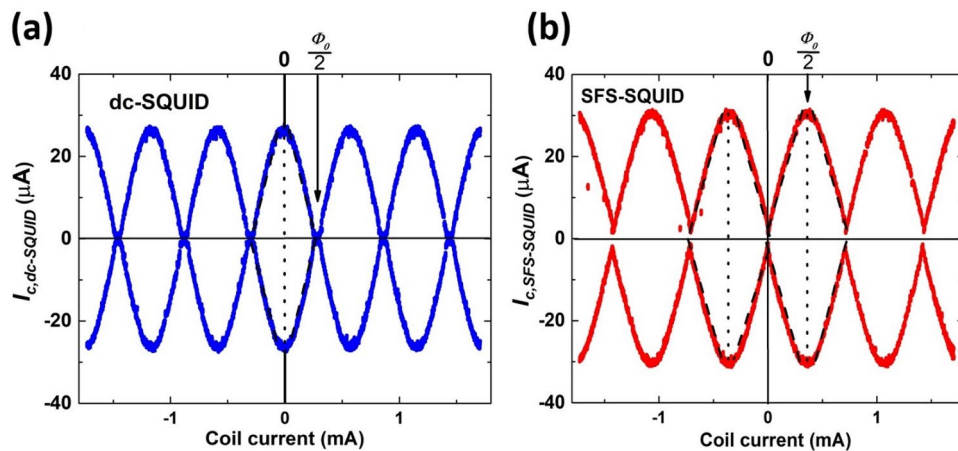 (a)
0 Φ₀/2
40
dc-SQUID
20
0
-20
-40
I_{c,dc-SQUID} (μA)
-1 0 1
Coil current (mA)
(b)
0 Φ₀/2
40
SFS-SQUID
20
0
-20
-40
I_{c,SFS-SQUID} (μA)
-1 0 1
Coil current (mA)